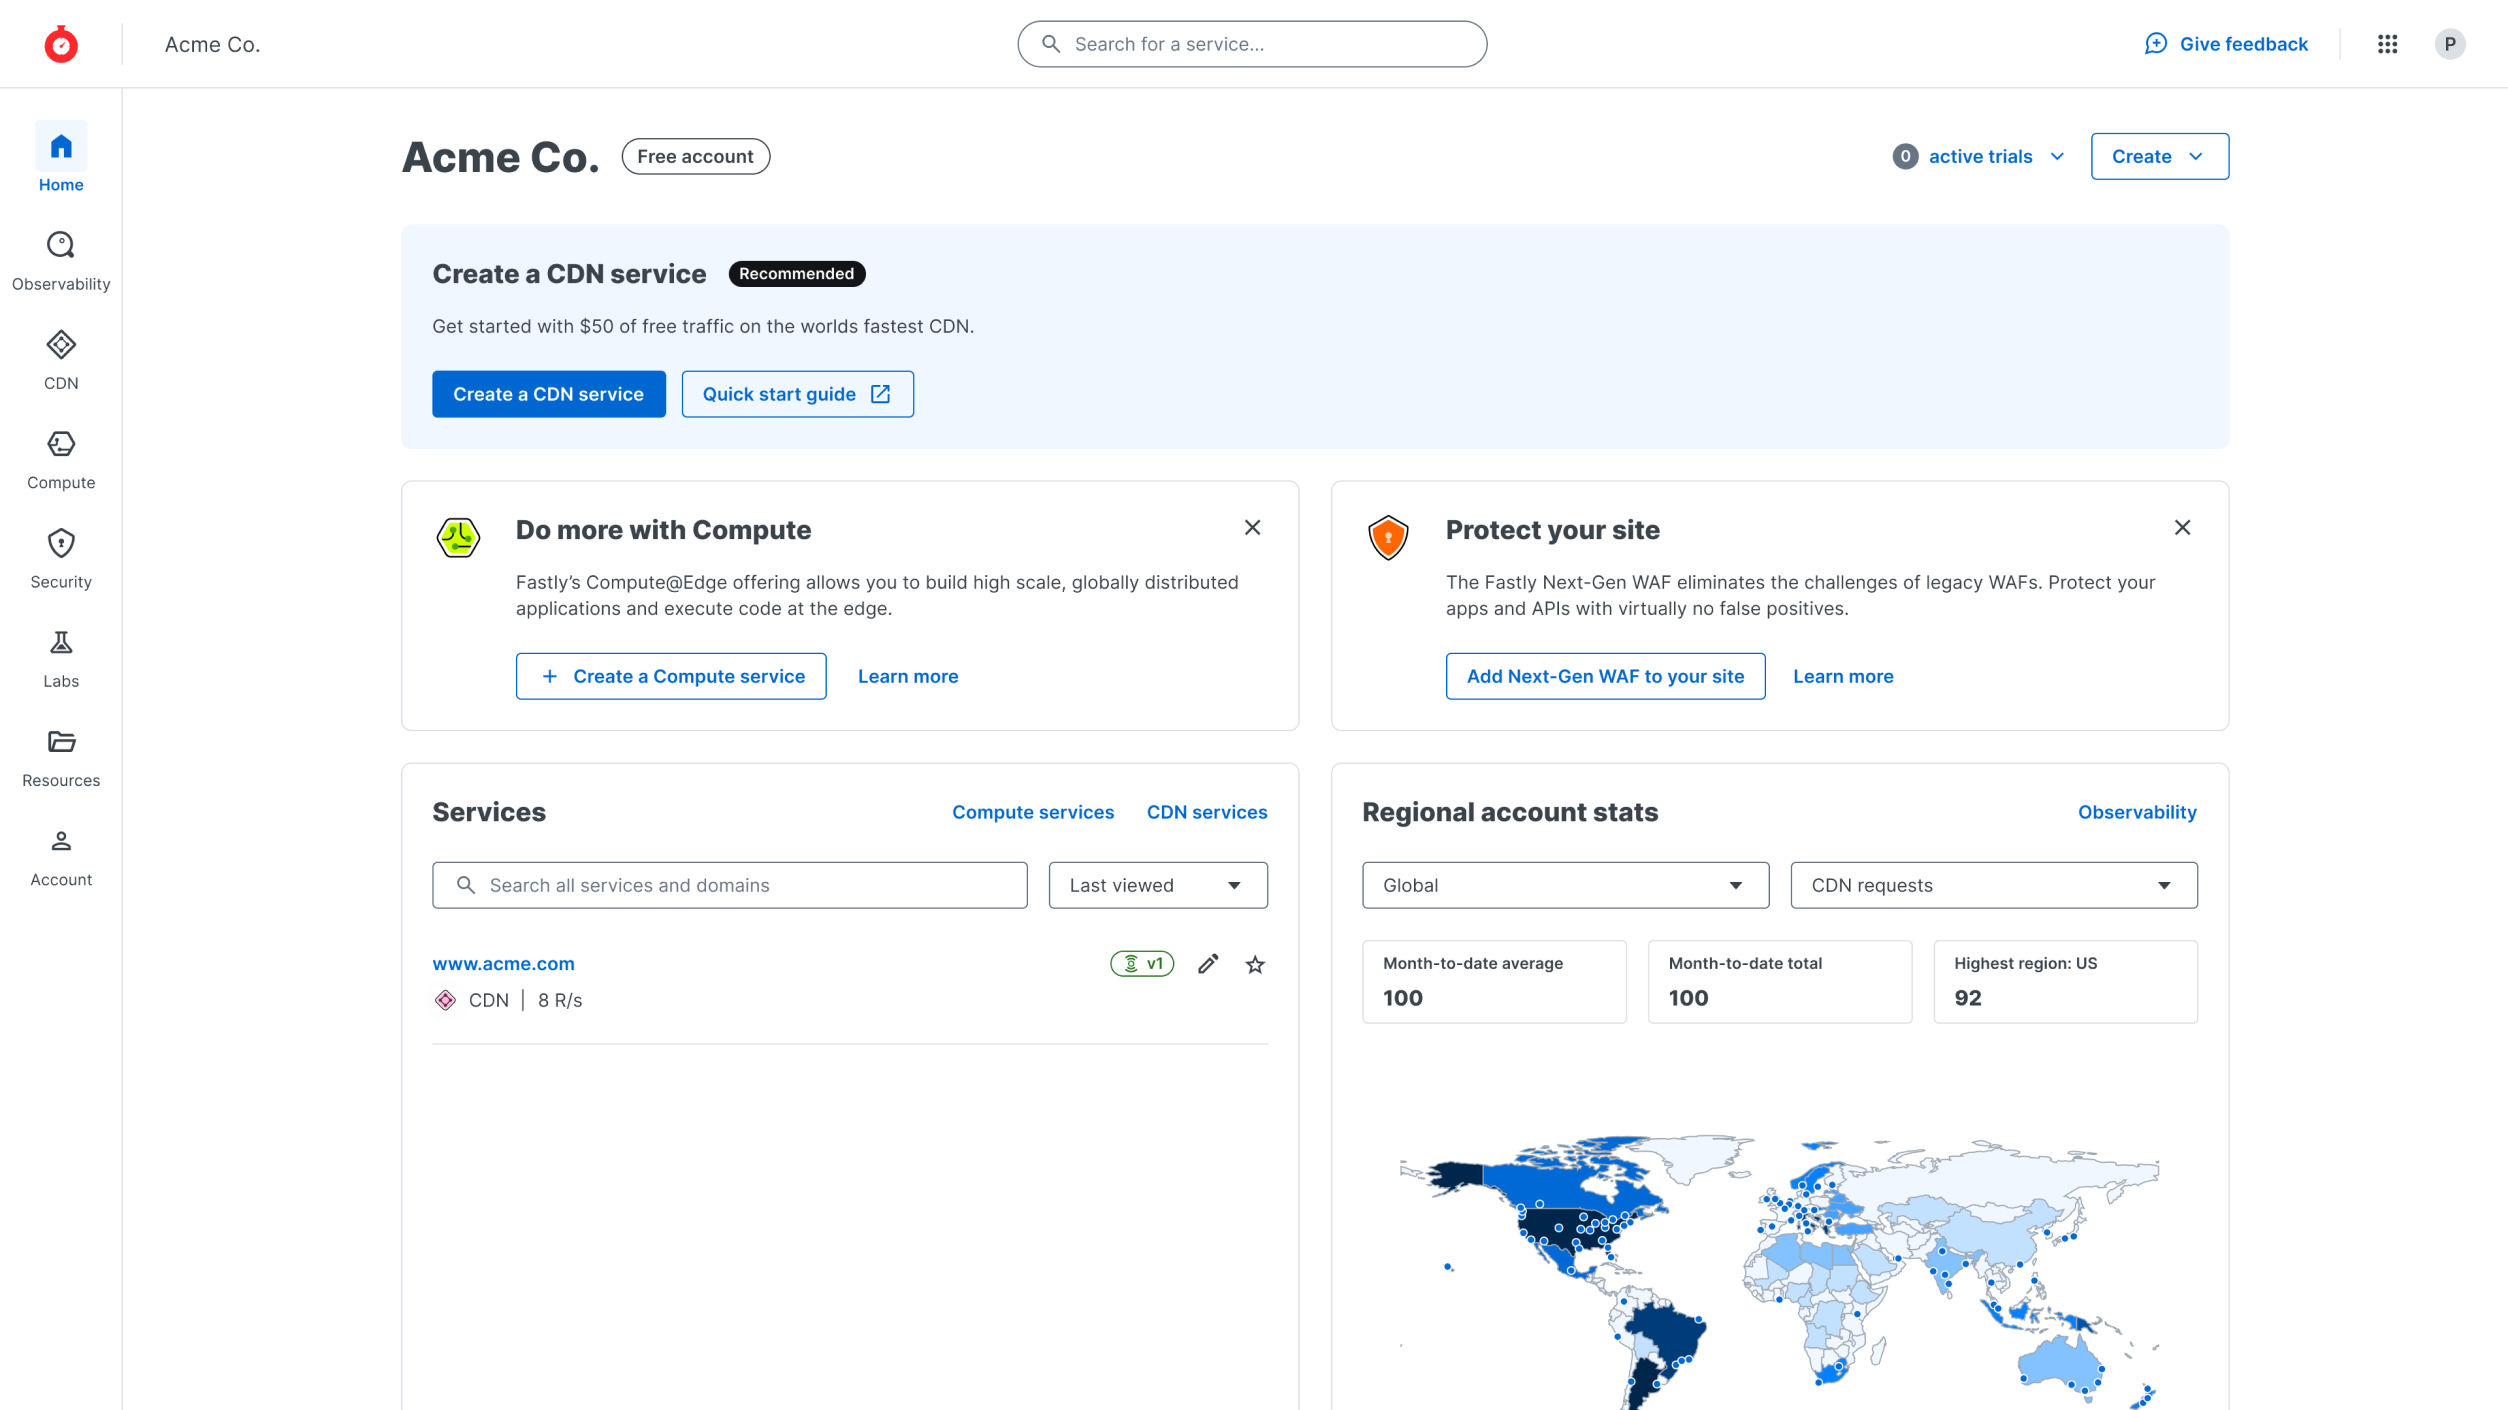 Acme Co.
Search for a service...
Give feedback
P
Home
Observability
CDN
Compute
Security
Labs
Resources
Account
Acme Co.
Free account
0 active trials
Create
Create a CDN service
Recommended
Get started with $50 of free traffic on the worlds fastest CDN.
Create a CDN service
Quick start guide
Do more with Compute
Fastly’s Compute@Edge offering allows you to build high scale, globally distributed
applications and execute code at the edge.
Create a Compute service
Learn more
Protect your site
The Fastly Next-Gen WAF eliminates the challenges of legacy WAFs. Protect your
apps and APIs with virtually no false positives.
Add Next-Gen WAF to your site
Learn more
Services
Compute services
CDN services
Search all services and domains
Last viewed
www.acme.com
v1
CDN | 8 R/s
Regional account stats
Observability
Global
CDN requests
Month-to-date average
100
Month-to-date total
100
Highest region: US
92